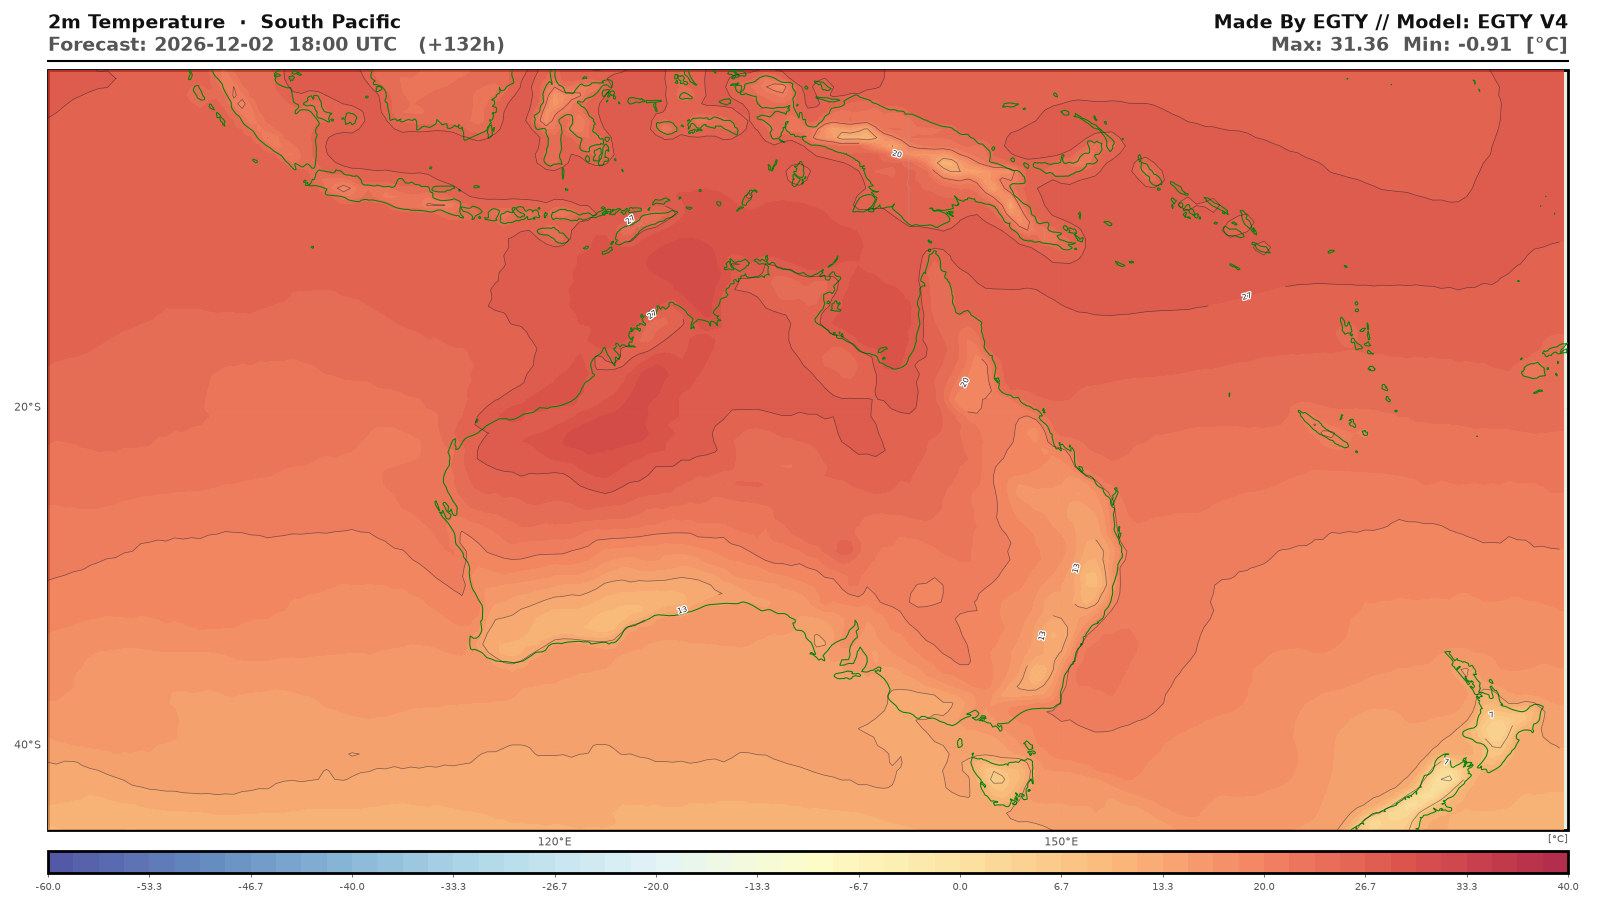 2m Temperature · South Pacific
Made By EGTY // Model: EGTY V4
Forecast: 2026-12-02 18:00 UTC (+132h)
Max: 31.36 Min: -0.91 [°C]
20
27
27
27
20°S
20
13
13
13
7
7
40°S
120°E
150°E
[°C]
-60.0 -53.3 -46.7 -40.0 -33.3 -26.7 -20.0 -13.3 -6.7 0.0 6.7 13.3 20.0 26.7 33.3 40.0